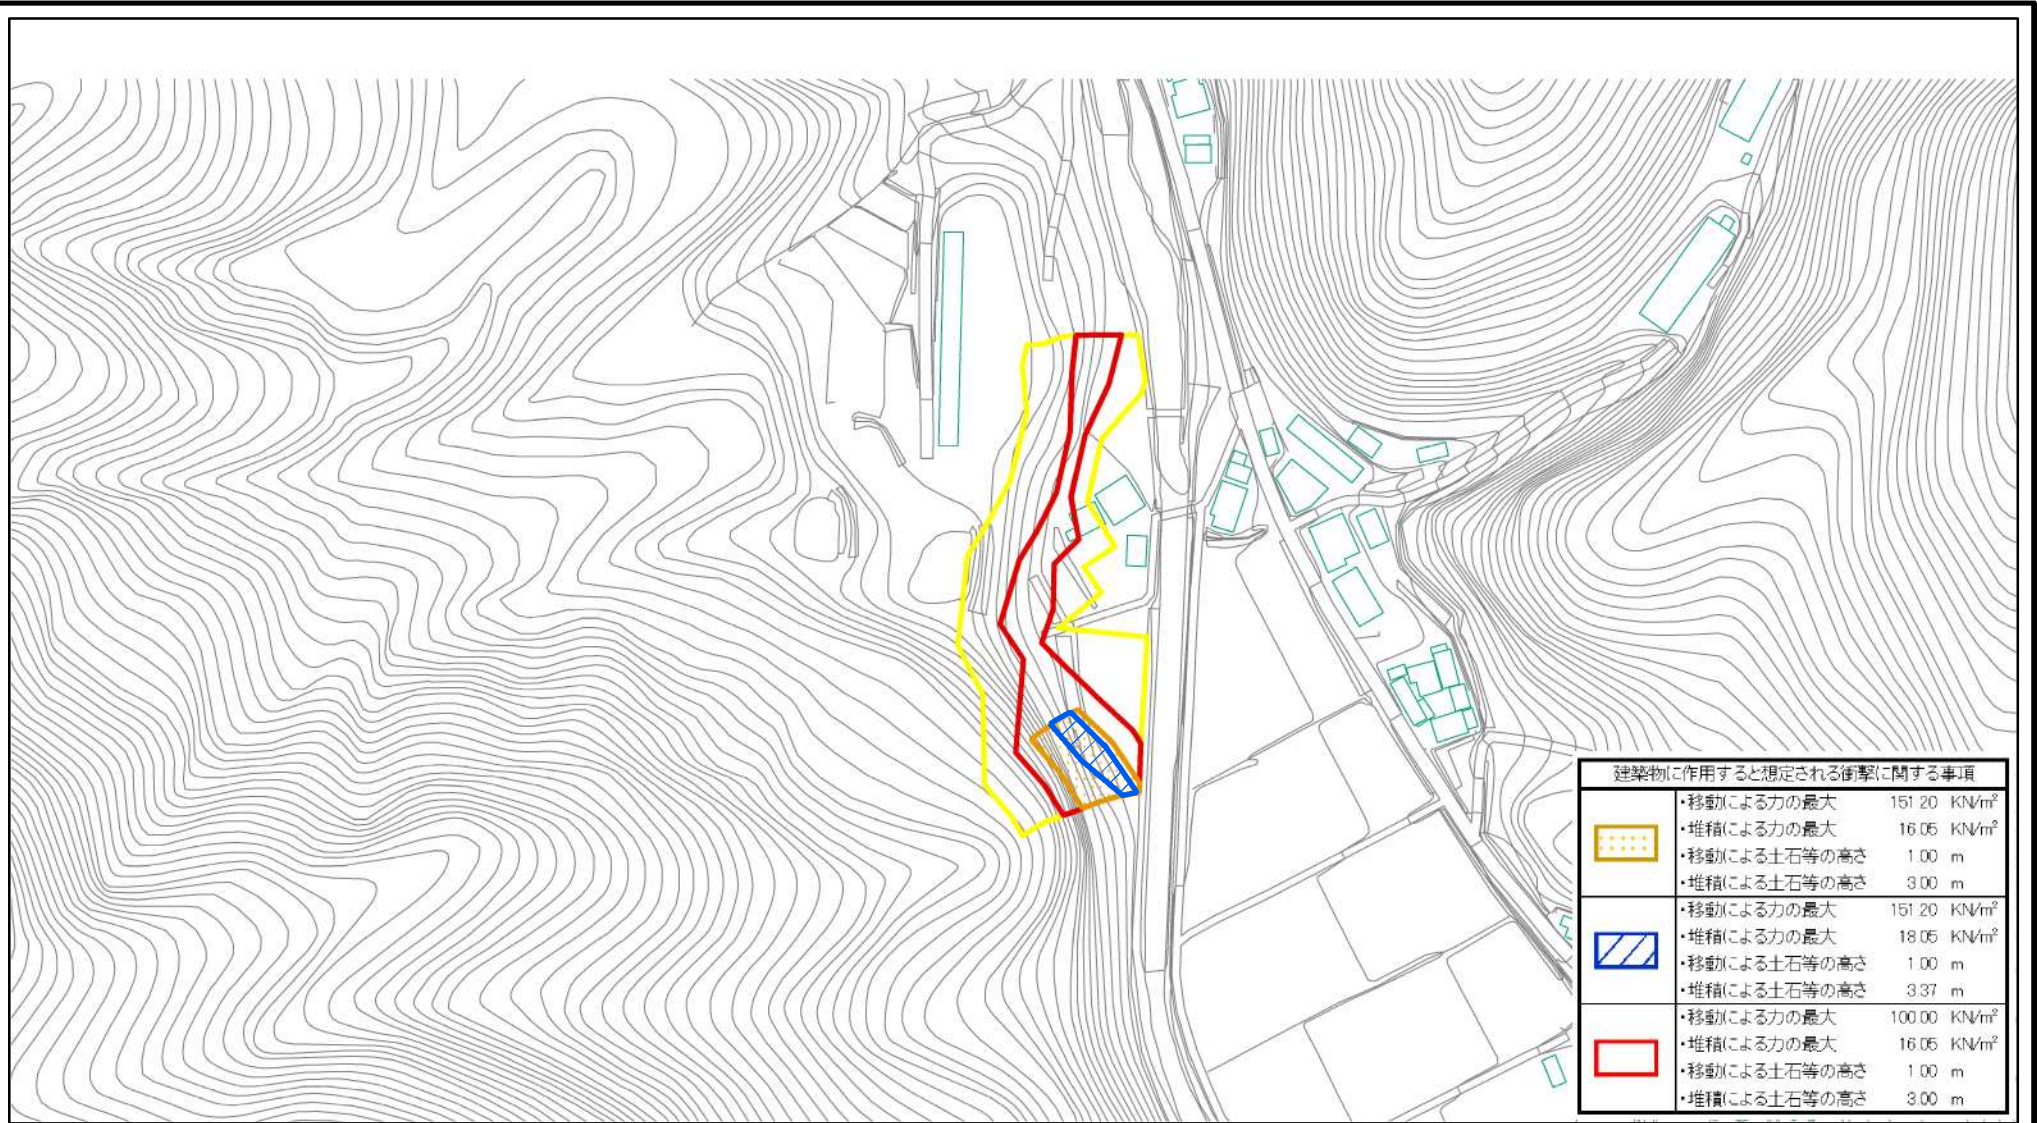 建築物に作用すると想定される衝撃に関する事項
・移動による力の最大 151.20 KN/m²
・堆積による力の最大 16.05 KN/m²
・移動による土石等の高さ 1.00 m
・堆積による土石等の高さ 3.00 m
・移動による力の最大 151.20 KN/m²
・堆積による力の最大 18.05 KN/m²
・移動による土石等の高さ 1.00 m
・堆積による土石等の高さ 3.37 m
・移動による力の最大 100.00 KN/m²
・堆積による力の最大 16.05 KN/m²
・移動による土石等の高さ 1.00 m
・堆積による土石等の高さ 3.00 m